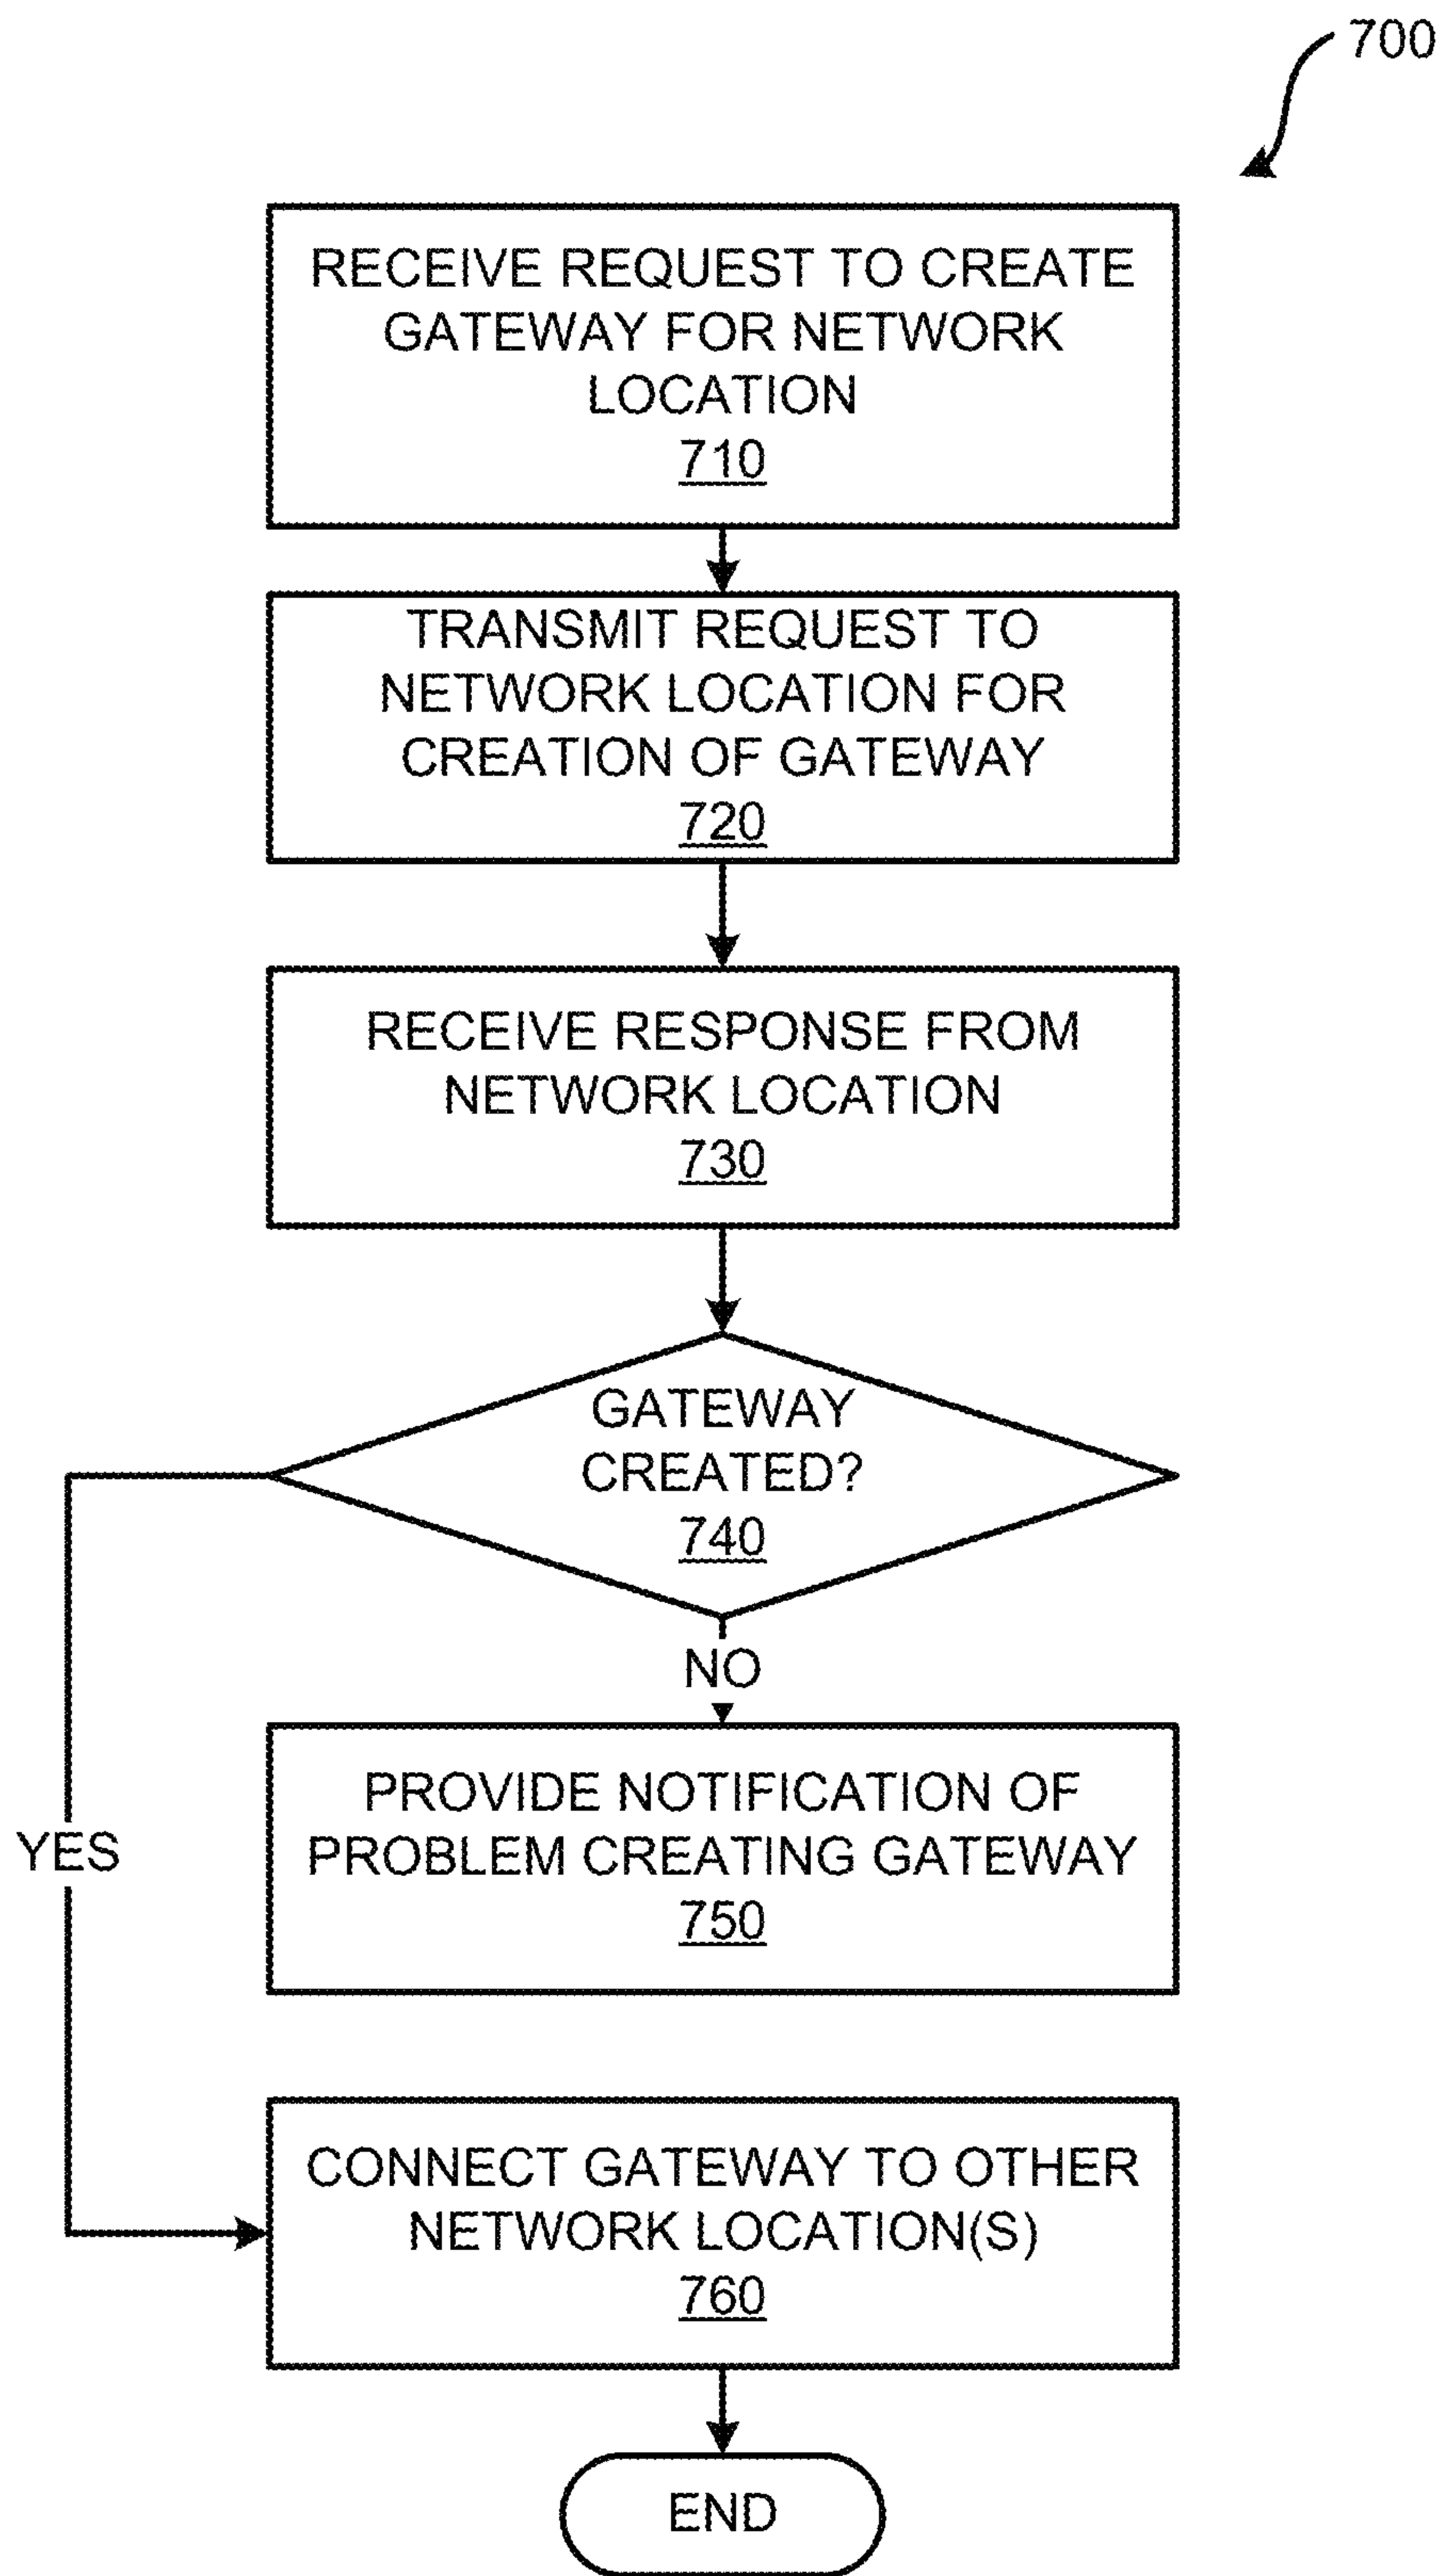 700
RECEIVE REQUEST TO CREATE
GATEWAY FOR NETWORK
LOCATION
710
TRANSMIT REQUEST TO
NETWORK LOCATION FOR
CREATION OF GATEWAY
720
RECEIVE RESPONSE FROM
NETWORK LOCATION
730
GATEWAY
CREATED?
740
NO
PROVIDE NOTIFICATION OF
PROBLEM CREATING GATEWAY
750
YES
CONNECT GATEWAY TO OTHER
NETWORK LOCATION(S)
760
END